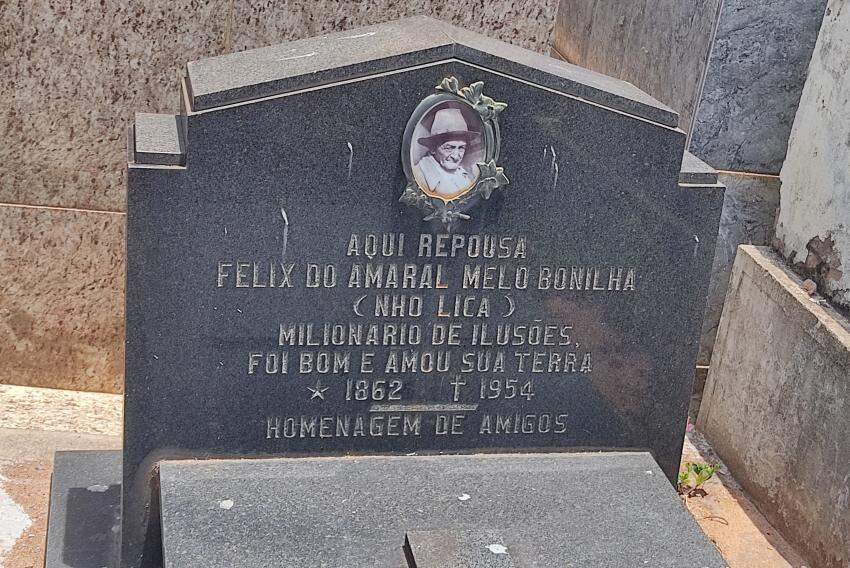 AQUI REPOUSA
FELIX DO AMARAL MELO BONILHA
( NHO LICA )
MILIONARIO DE ILUSÕES,
FOI BOM E AMOU SUA TERRA
★ 1862 ✝ 1954
HOMENAGEM DE AMIGOS